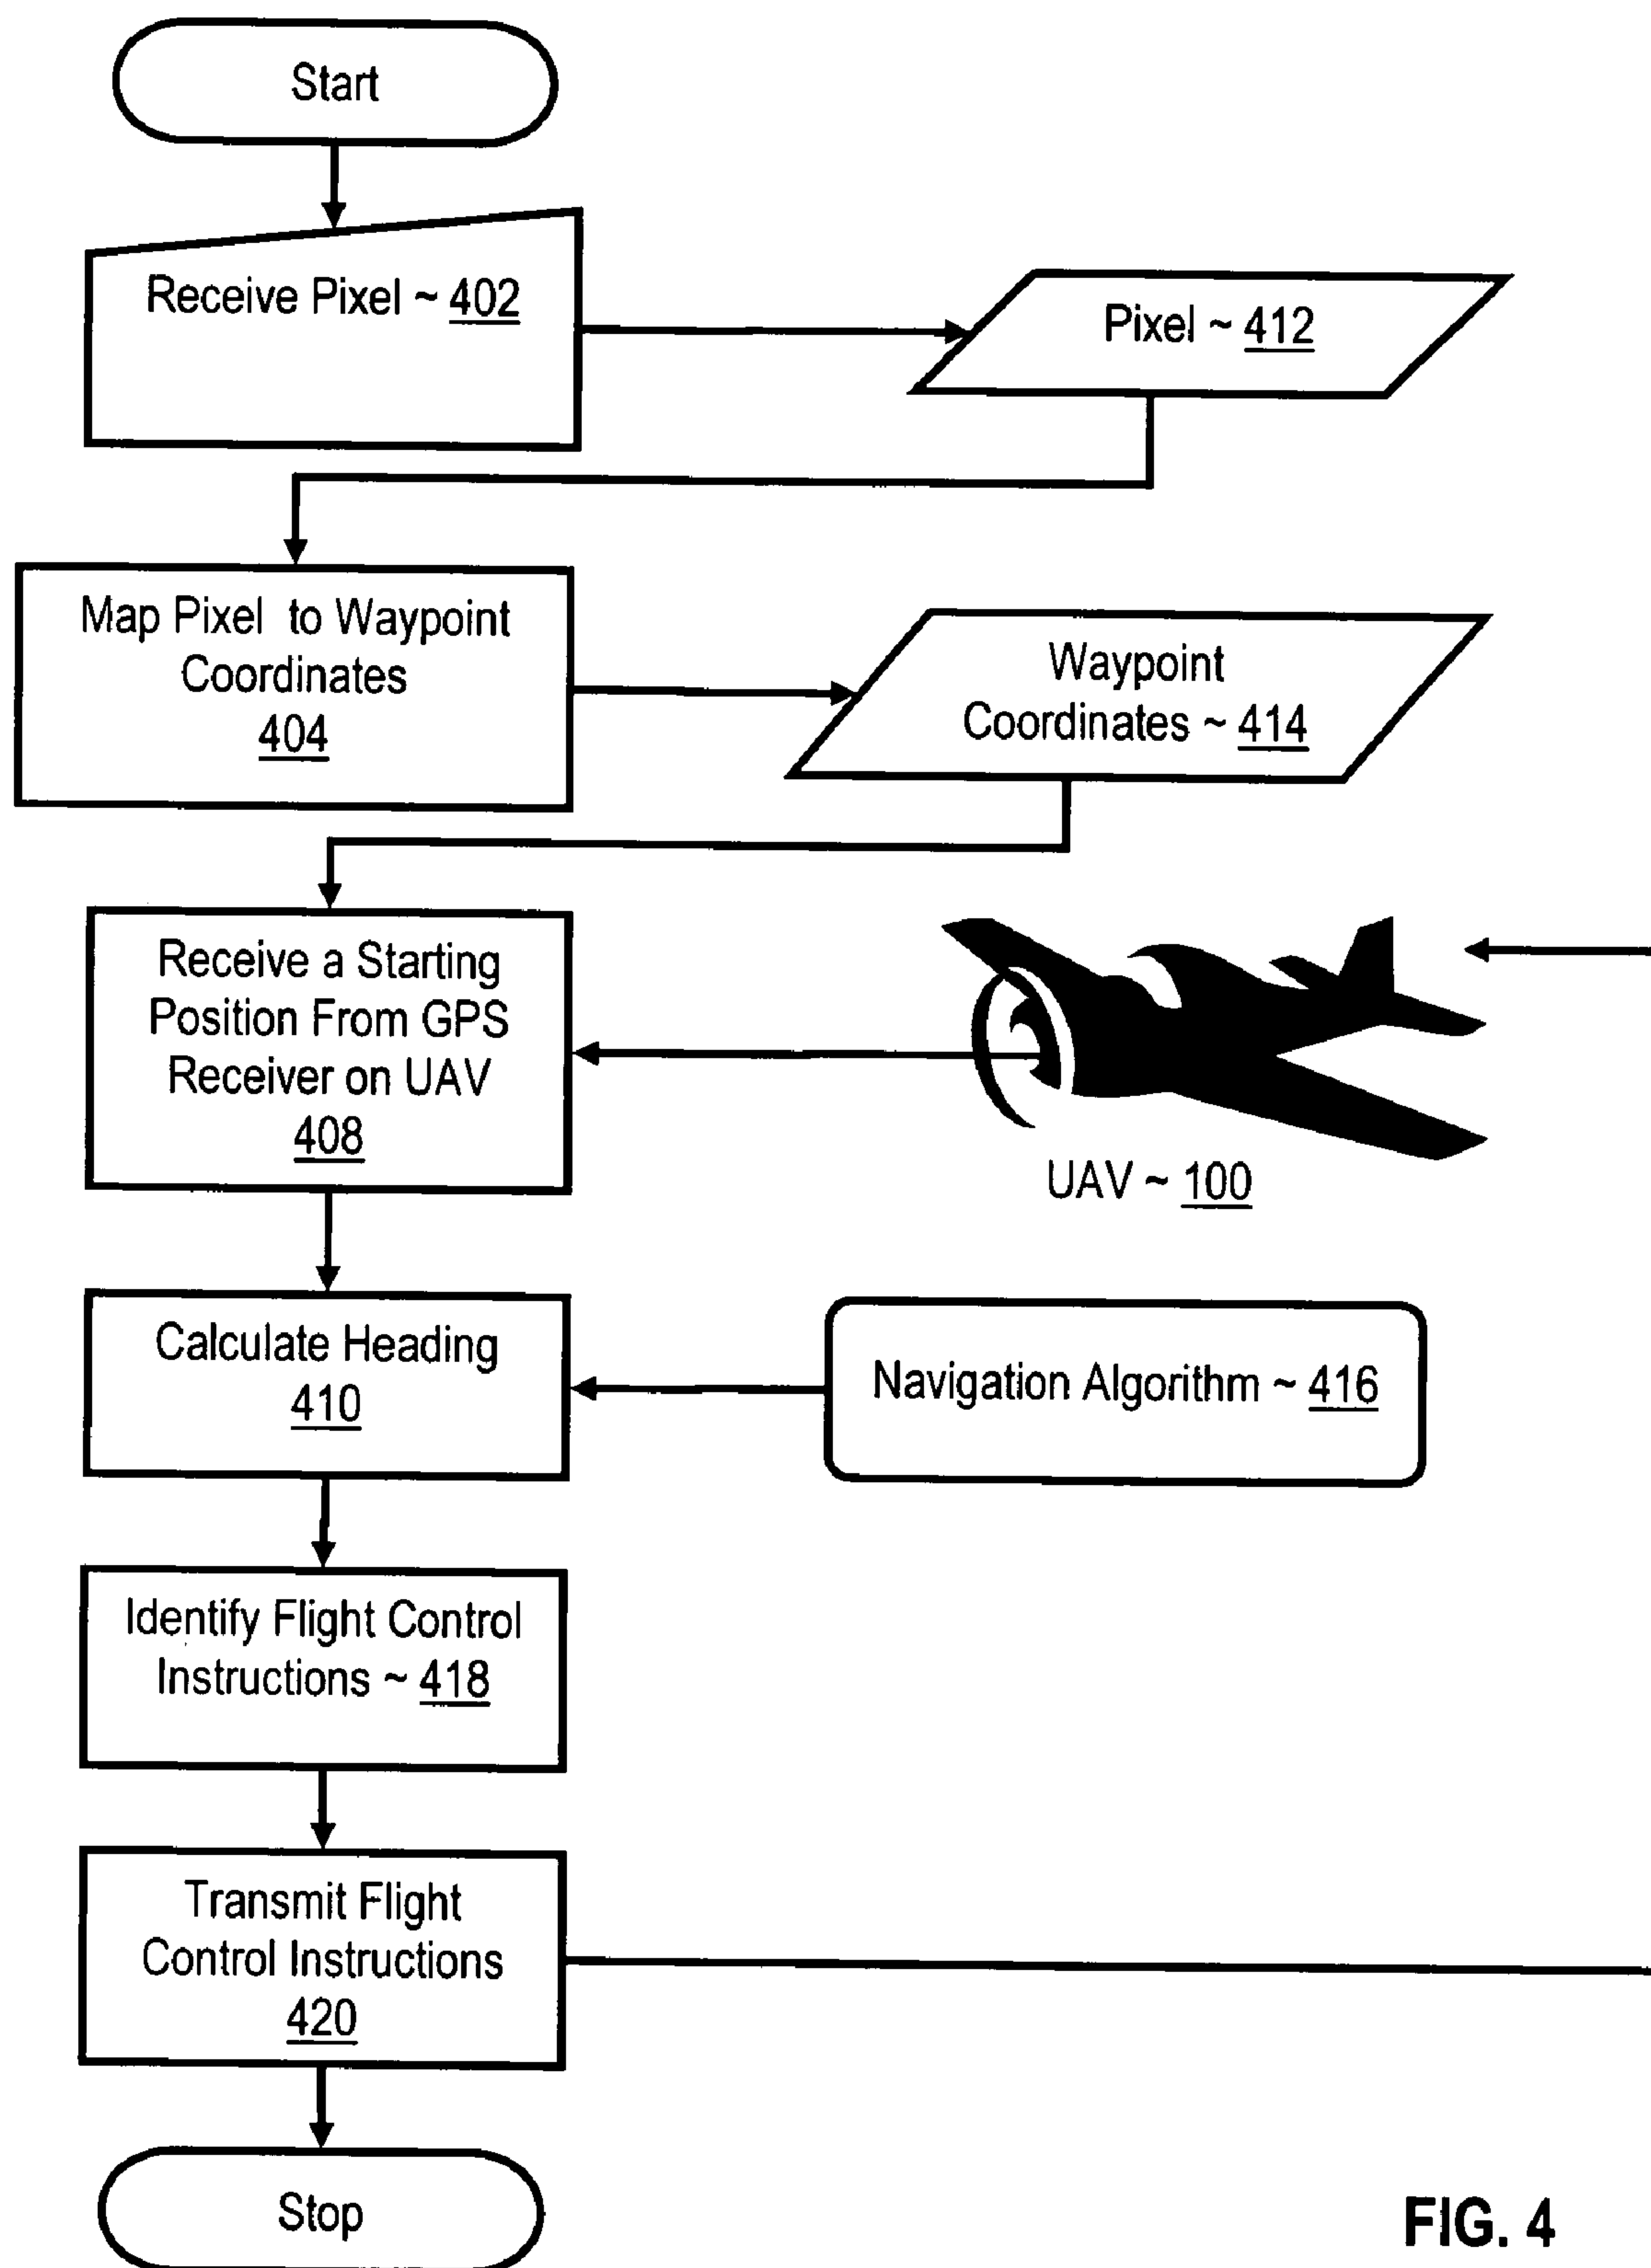 Start
Receive Pixel ~ 402
Pixel ~ 412
Map Pixel to Waypoint
Coordinates
404
Waypoint
Coordinates ~ 414
Receive a Starting
Position From GPS
Receiver on UAV
408
UAV ~ 100
Calculate Heading
410
Navigation Algorithm ~ 416
Identify Flight Control
Instructions ~ 418
Transmit Flight
Control Instructions
420
Stop
FIG. 4